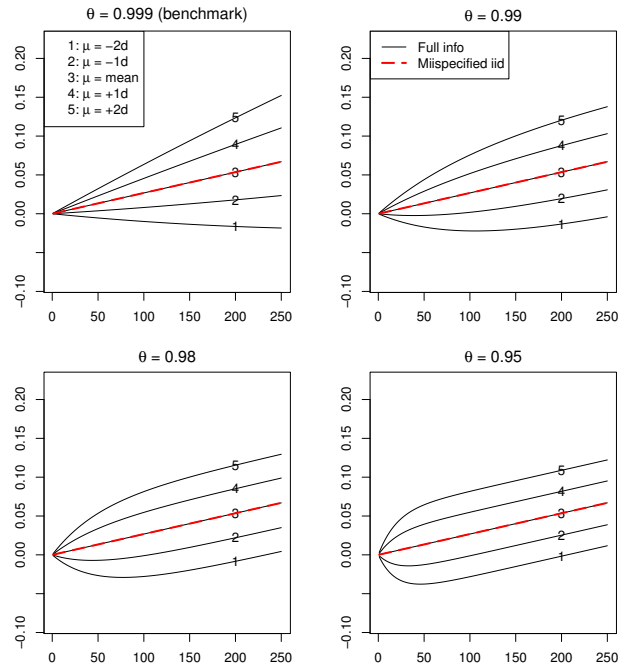 θ = 0.999 (benchmark)
1: μ = −2d
2: μ = −1d
3: μ = mean
4: μ = +1d
5: μ = +2d
−0.10 0.00 0.05 0.10 0.15 0.20
5
4
3
2
1
0 50 100 150 200 250
θ = 0.99
Full info
Miispecified iid
−0.10 0.00 0.05 0.10 0.15 0.20
5
4
3
2
1
0 50 100 150 200 250
θ = 0.98
−0.10 0.00 0.05 0.10 0.15 0.20
5
4
3
2
1
0 50 100 150 200 250
θ = 0.95
−0.10 0.00 0.05 0.10 0.15 0.20
5
4
3
2
1
0 50 100 150 200 250